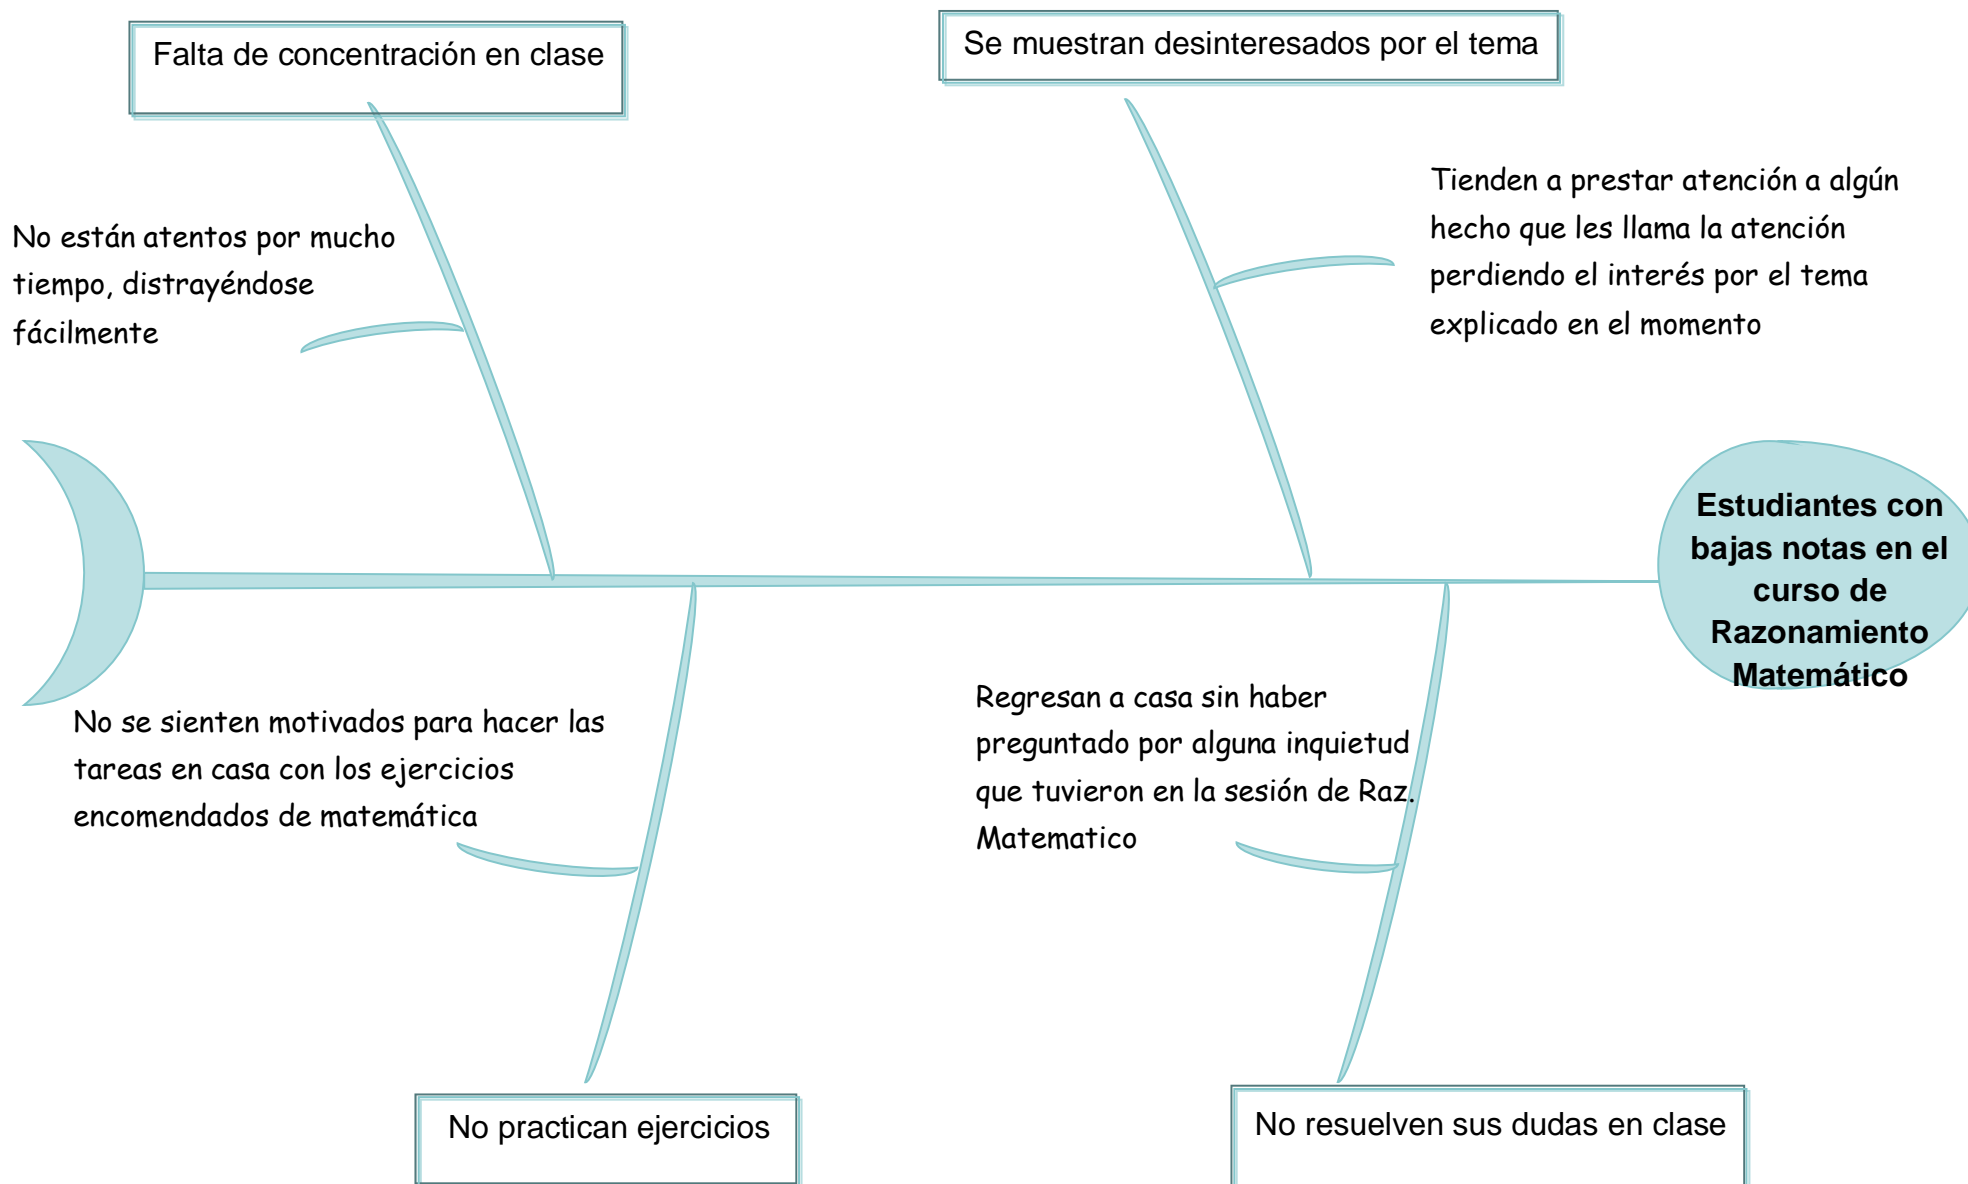 Falta de concentración en clase
Se muestran desinteresados por el tema
No están atentos por mucho
tiempo, distrayéndose
fácilmente
Tienden a prestar atención a algún
hecho que les llama la atención
perdiendo el interés por el tema
explicado en el momento
Estudiantes con
bajas notas en el
curso de
Razonamiento
Matemático
No se sienten motivados para hacer las
tareas en casa con los ejercicios
encomendados de matemática
Regresan a casa sin haber
preguntado por alguna inquietud
que tuvieron en la sesión de Raz.
Matematico
No practican ejercicios
No resuelven sus dudas en clase